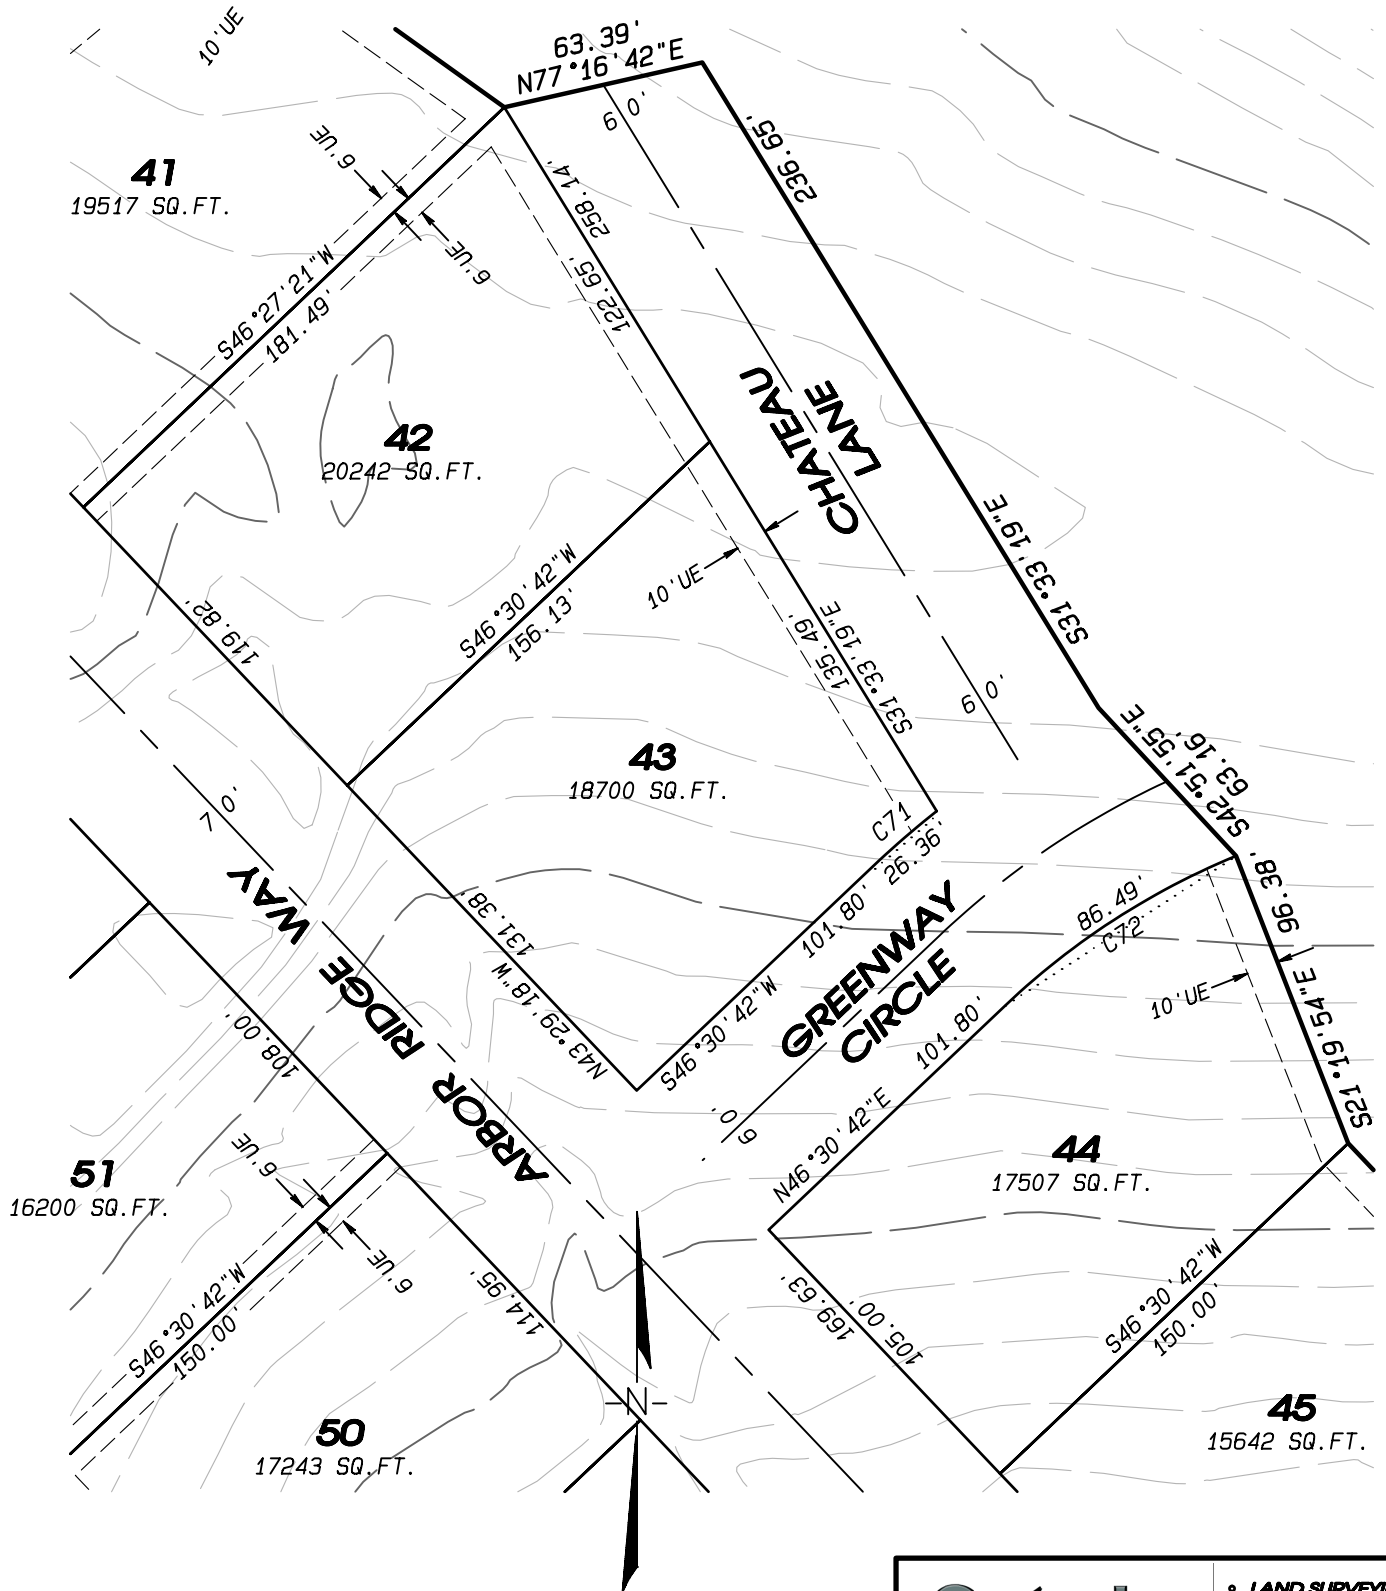 10'UE
63.39'
N77°16'42"E
60'
236.65'
6'UE
41
19517 SQ.FT.
258.14'
6'UE
122.65'
S46°27'21"W
181.49'
CHATEAU
LANE
42
20242 SQ.FT.
S31°33'19"E
S46°30'42"W
156.13'
10'UE
119.82'
S31°33'19"E
135.49'
60'
S42°51'55"E
63.16'
43
18700 SQ.FT.
70'
C71
26.36'
96.38'
86.49'
C72
131.38'
101.80'
GREENWAY
CIRCLE
ARBOR RIDGE WAY
N43°29'18"W
S46°30'42"W
10'UE
S21°19'54"E
101.80'
108.00'
60'
N46°30'42"E
6'UE
44
17507 SQ.FT.
51
16200 SQ.FT.
6'UE
114.95'
169.63'
105.00'
S46°30'42"W
150.00'
S46°30'42"W
150.00'
-N-
50
17243 SQ.FT.
45
15642 SQ.FT.